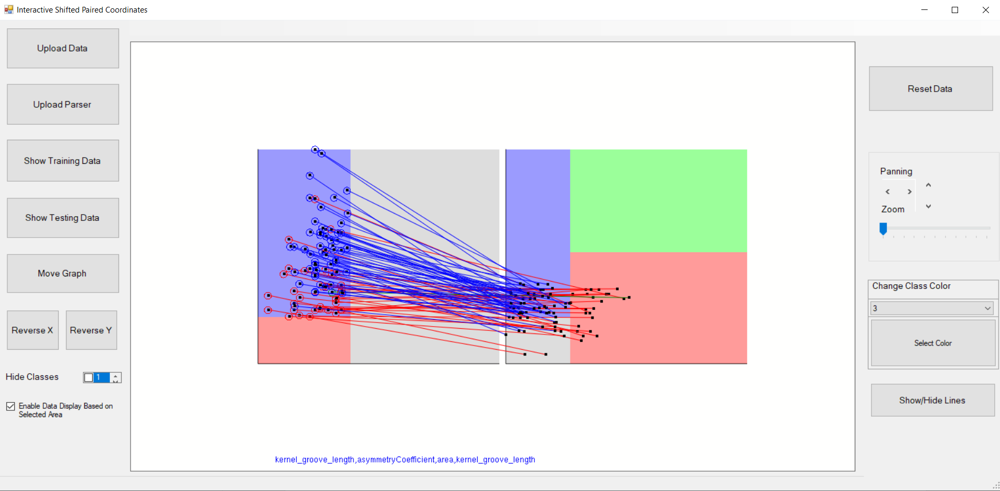 Interactive Shifted Paired Coordinates
Upload Data
Upload Parser
Show Training Data
Show Testing Data
Move Graph
Reverse X
Reverse Y
Hide Classes
1
Enable Data Display Based on
Selected Area
kernel_groove_length,asymmetryCoefficient,area,kernel_groove_length
Reset Data
Panning
Zoom
Change Class Color
3
Select Color
Show/Hide Lines